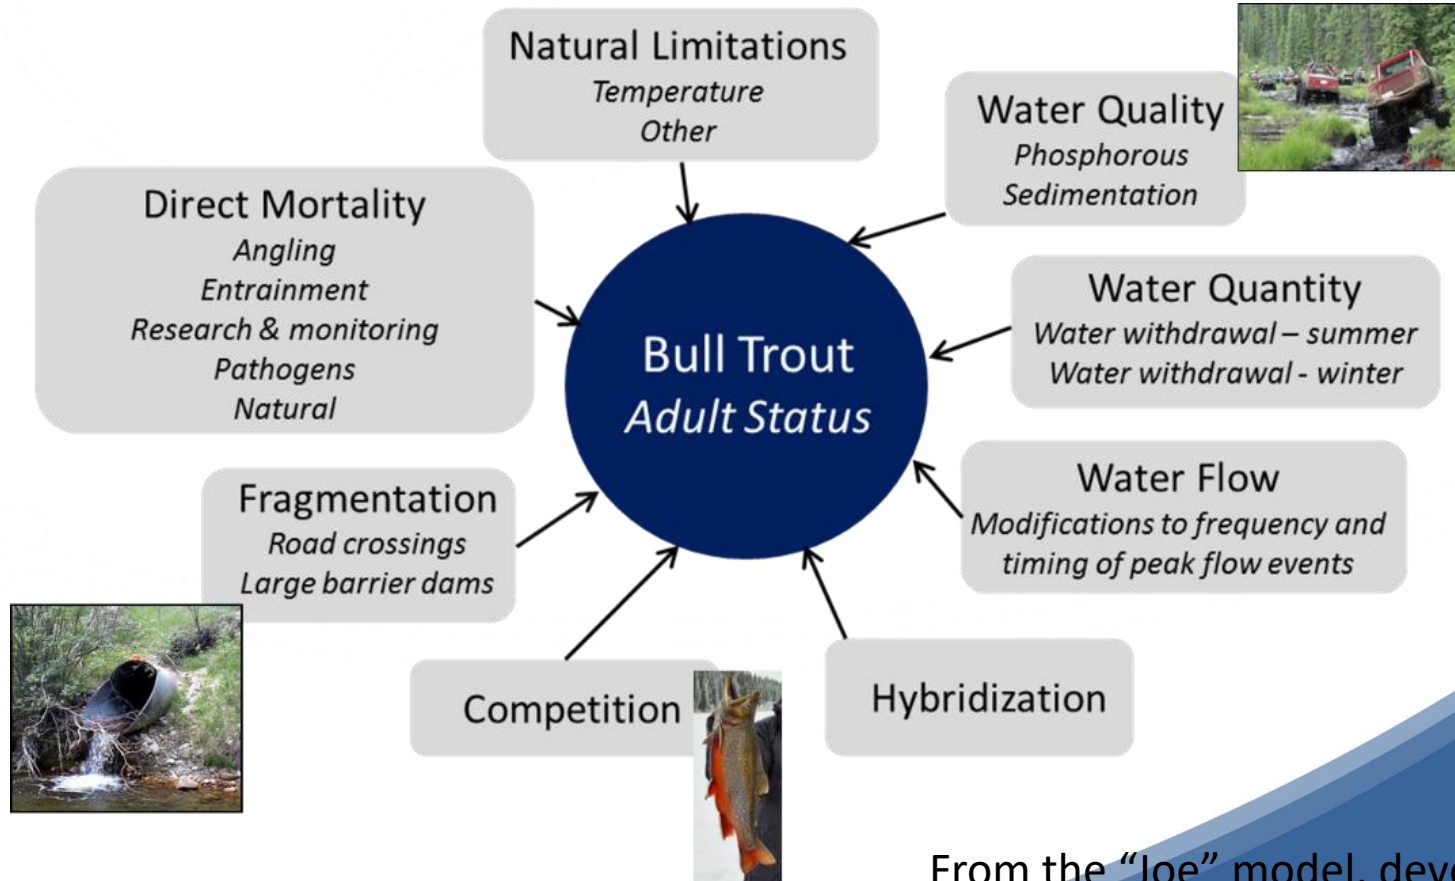 Natural Limitations
Temperature
Other
Water Quality
Phosphorous
Sedimentation
Direct Mortality
Angling
Entrainment
Research & monitoring
Pathogens
Natural
Water Quantity
Water withdrawal – summer
Water withdrawal - winter
Bull Trout
Adult Status
Water Flow
Modifications to frequency and
timing of peak flow events
Fragmentation
Road crossings
Large barrier dams
Competition
Hybridization
From the “Joe” model, deve